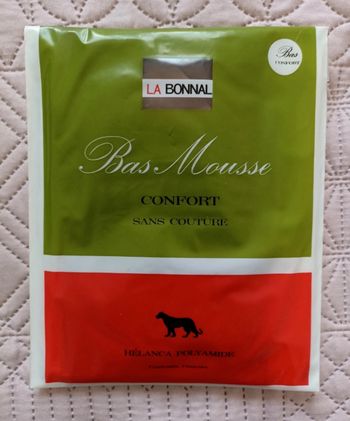 Bas
CONFORT
LA BONNAL
Bas Mousse
CONFORT
SANS COUTURE
HÉLANCA POLYAMIDE